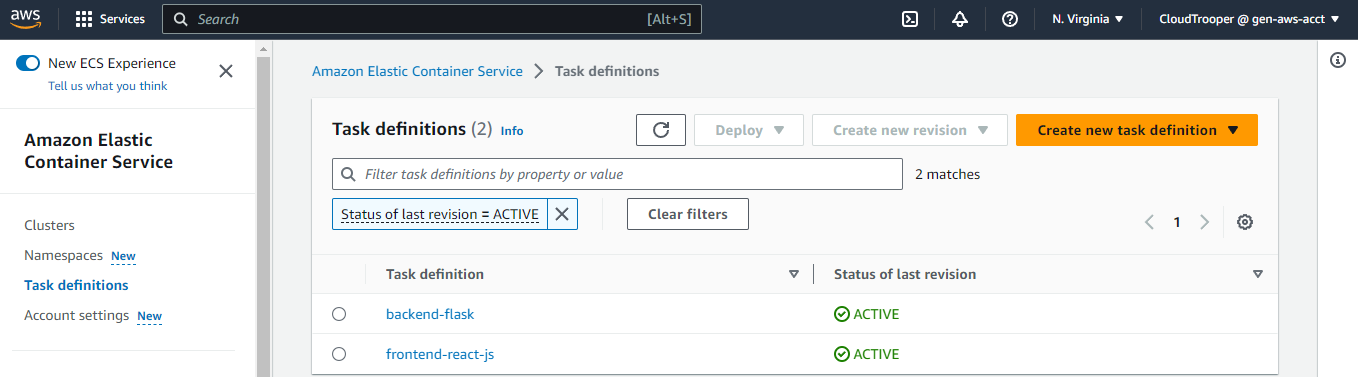 aws Services Search [Alt+S] N. Virginia CloudTrooper @ gen-aws-acct
New ECS Experience
Tell us what you think
Amazon Elastic Container Service
Clusters
Namespaces New
Task definitions
Account settings New
Amazon Elastic Container Service > Task definitions
Task definitions (2) Info Deploy Create new revision Create new task definition
Filter task definitions by property or value 2 matches
Status of last revision = ACTIVE Clear filters 1
Task definition Status of last revision
backend-flask ACTIVE
frontend-react-js ACTIVE